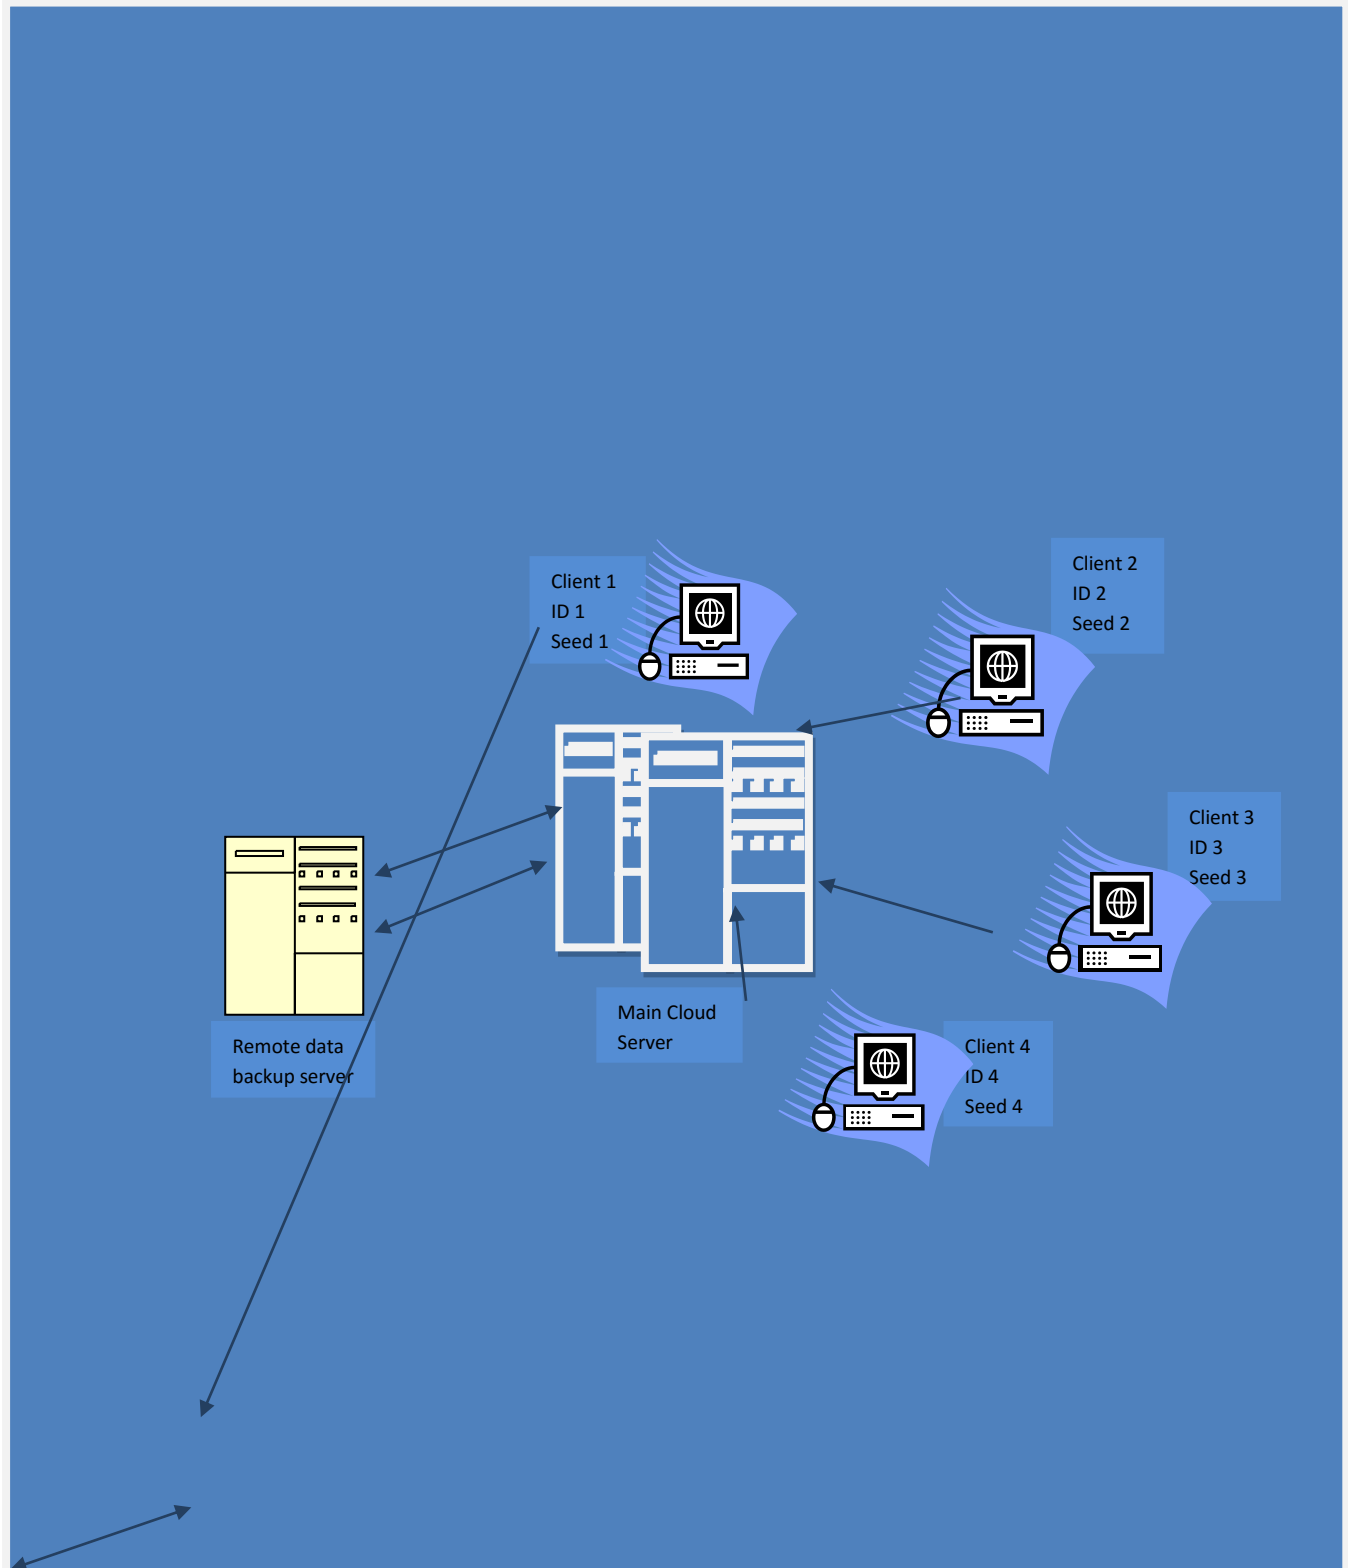 Client 1
ID 1
Seed 1
Client 2
ID 2
Seed 2
Client 3
ID 3
Seed 3
Main Cloud
Server
Remote data
backup server
Client 4
ID 4
Seed 4